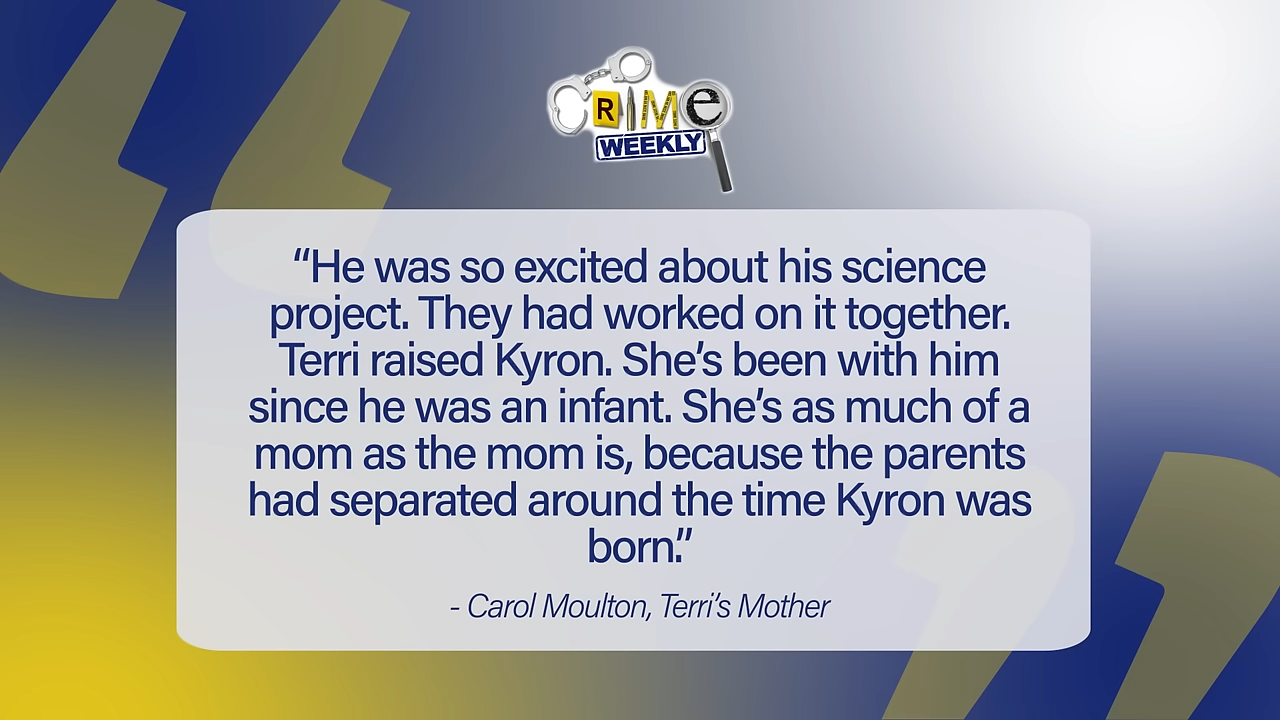 CRIME
WEEKLY
“He was so excited about his science
project. They had worked on it together.
Terri raised Kyron. She’s been with him
since he was an infant. She’s as much of a
mom as the mom is, because the parents
had separated around the time Kyron was
born.”
- Carol Moulton, Terri’s Mother